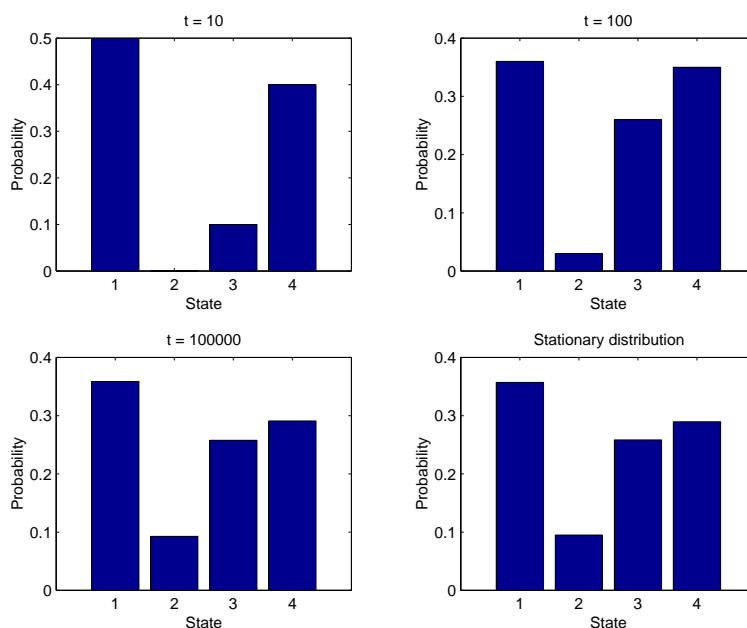 t = 10
0.5
0.4
0.3
0.2
0.1
0
Probability
1 2 3 4
State
t = 100
0.4
0.3
0.2
0.1
0
Probability
1 2 3 4
State
t = 100000
0.4
0.3
0.2
0.1
0
Probability
1 2 3 4
State
Stationary distribution
0.4
0.3
0.2
0.1
0
Probability
1 2 3 4
State